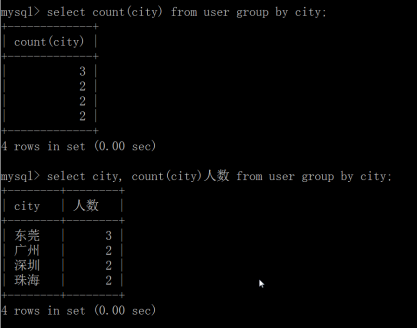 mysql> select count(city) from user group by city;
+-------------+
| count(city) |
+-------------+
|           3 |
|           2 |
|           2 |
|           2 |
+-------------+
4 rows in set (0.00 sec)
mysql> select city, count(city)人数 from user group by city;
+--------+--------+
| city   | 人数   |
+--------+--------+
| 东莞   |      3 |
| 广州   |      2 |
| 深圳   |      2 |
| 珠海   |      2 |
+--------+--------+
4 rows in set (0.00 sec)